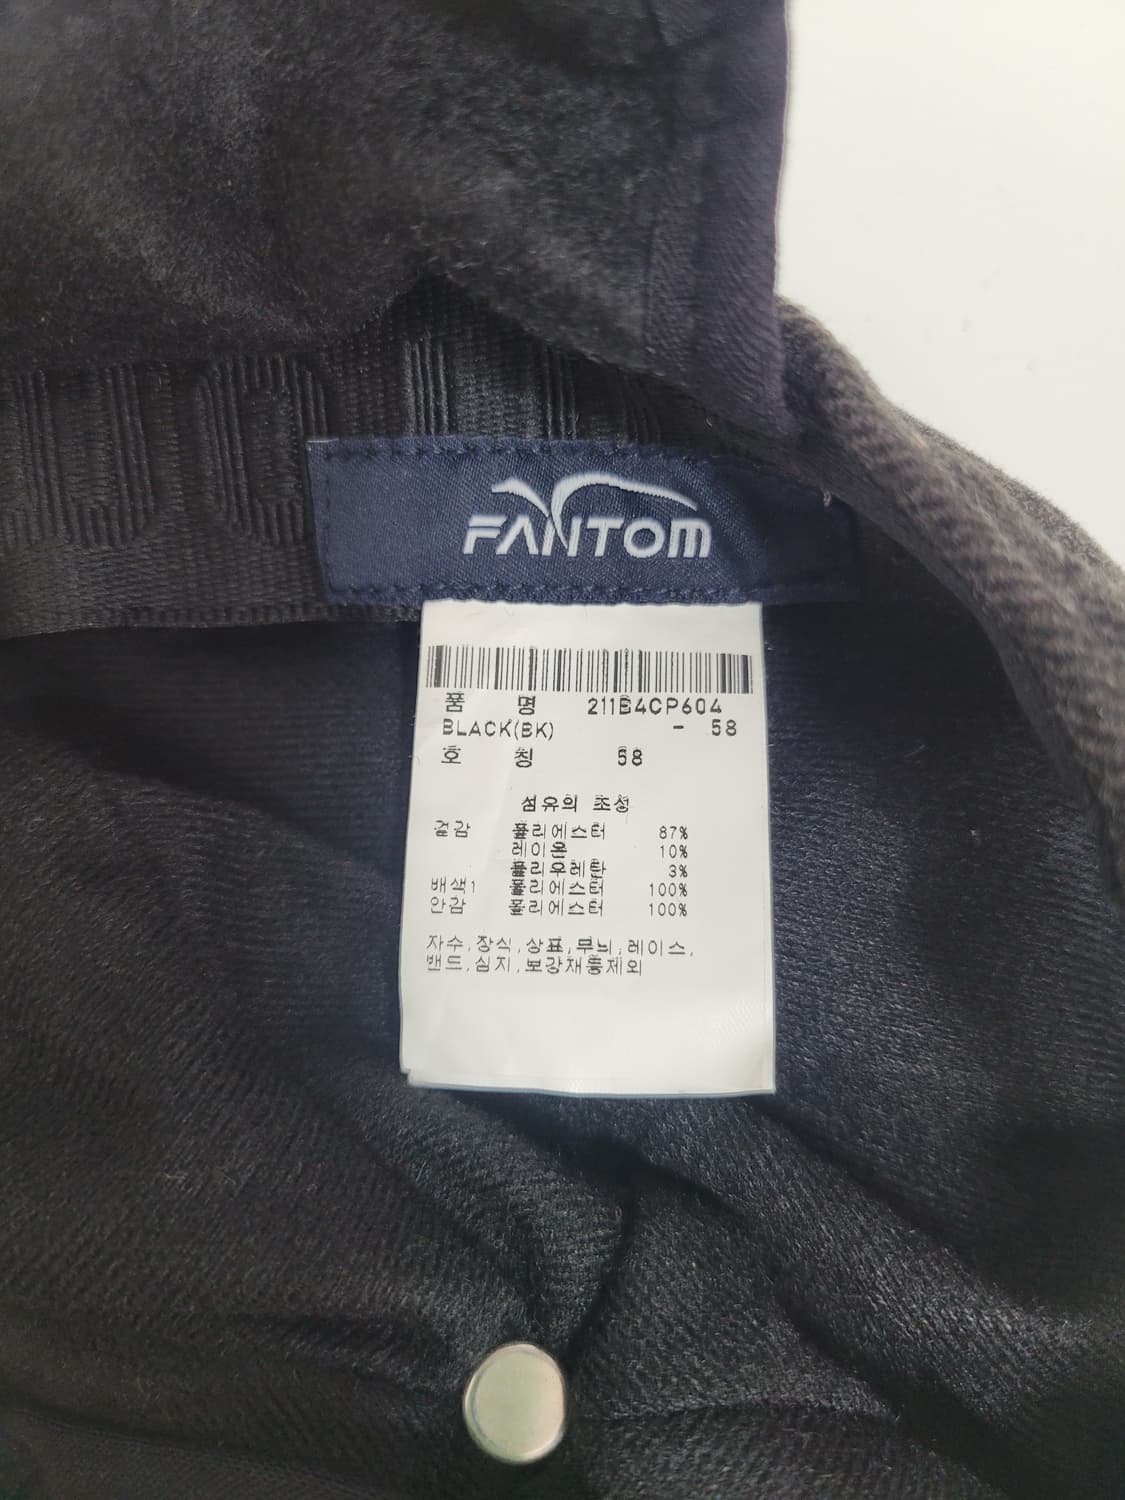 FANTOM
품 명 211B4CP604
BLACK(BK) - 58
호 칭 58
섬유의 조성
겉감 폴리에스터 87%
레이온 10%
폴리우레탄 3%
배색1 폴리에스터 100%
안감 폴리에스터 100%
자수,장식,상표,무늬,레이스,
밴드,심지,보강재등제외